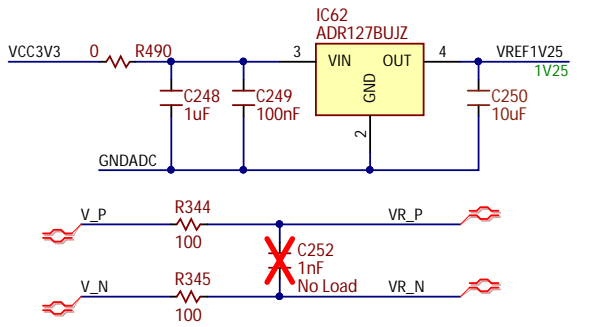 IC62
ADR127BUJZ
VCC3V3 0 R490 3 VIN OUT 4 VREF1V25
1V25
GND
C248
1uF
C249
100nF
C250
10uF
2
GNDADC
V_P R344 VR_P
100
C252
1nF
No Load
V_N R345 VR_N
100